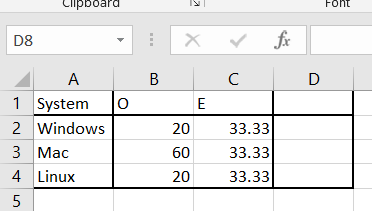 Clipboard Font
D8 fx
A B C D
1 System O E
2 Windows 20 33.33
3 Mac 60 33.33
4 Linux 20 33.33
5